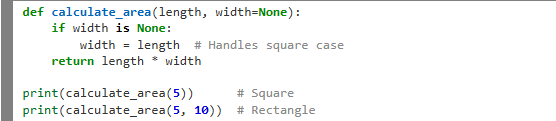 def calculate_area(length, width=None):
    if width is None:
        width = length  # Handles square case
    return length * width

print(calculate_area(5))      # Square
print(calculate_area(5, 10))  # Rectangle